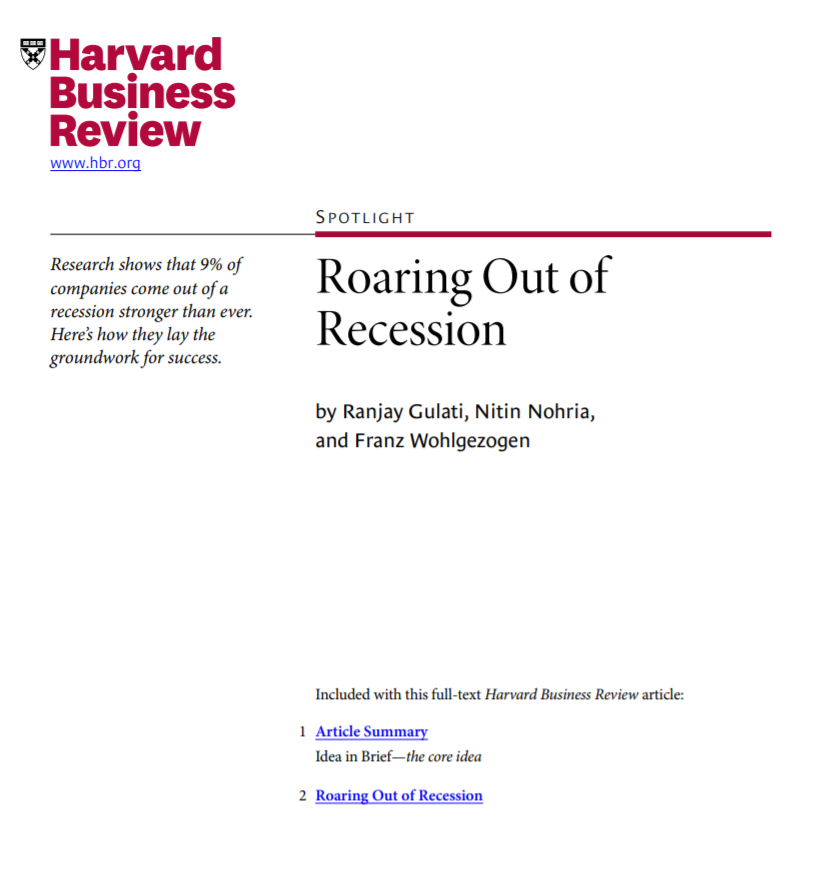 Harvard
Business
Review
www.hbr.org
SPOTLIGHT
Research shows that 9% of
companies come out of a
recession stronger than ever.
Here’s how they lay the
groundwork for success.
Roaring Out of
Recession
by Ranjay Gulati, Nitin Nohria,
and Franz Wohlgezogen
Included with this full-text Harvard Business Review article:
1 Article Summary
Idea in Brief—the core idea
2 Roaring Out of Recession